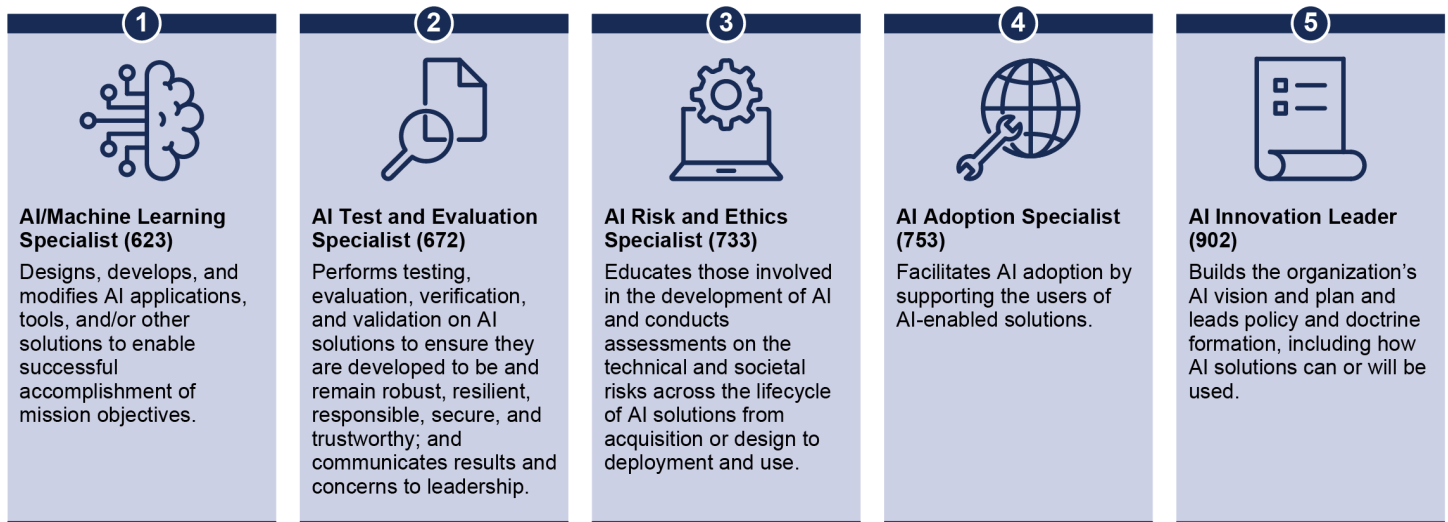 1
AI/Machine Learning
Specialist (623)
Designs, develops, and
modifies AI applications,
tools, and/or other
solutions to enable
successful
accomplishment of
mission objectives.
2
AI Test and Evaluation
Specialist (672)
Performs testing,
evaluation, verification,
and validation on AI
solutions to ensure they
are developed to be and
remain robust, resilient,
responsible, secure, and
trustworthy; and
communicates results and
concerns to leadership.
3
AI Risk and Ethics
Specialist (733)
Educates those involved
in the development of AI
and conducts
assessments on the
technical and societal
risks across the lifecycle
of AI solutions from
acquisition or design to
deployment and use.
4
AI Adoption Specialist
(753)
Facilitates AI adoption by
supporting the users of
AI-enabled solutions.
5
AI Innovation Leader
(902)
Builds the organization’s
AI vision and plan and
leads policy and doctrine
formation, including how
AI solutions can or will be
used.